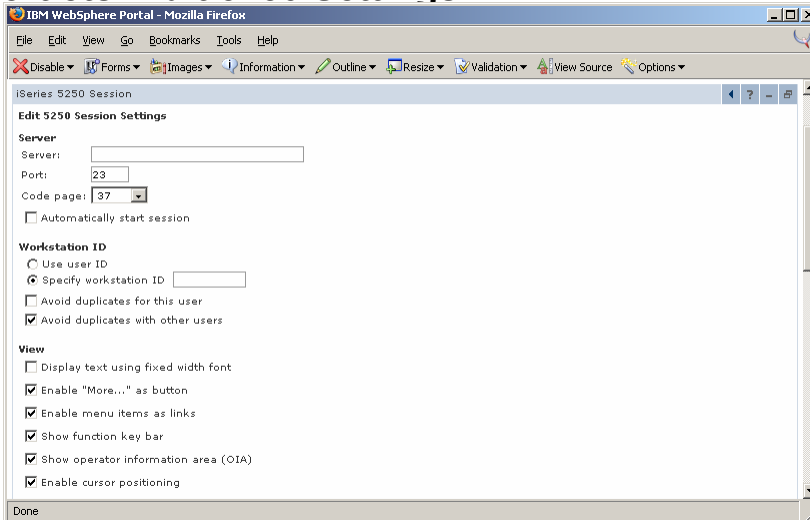 IBM WebSphere Portal - Mozilla Firefox
File Edit View Go Bookmarks Tools Help
Disable Forms Images Information Outline Resize Validation View Source Options
iSeries 5250 Session ?
Edit 5250 Session Settings
Server
Server:
Port: 23
Code page: 37
Automatically start session
Workstation ID
Use user ID
Specify workstation ID
Avoid duplicates for this user
Avoid duplicates with other users
View
Display text using fixed width font
Enable "More..." as button
Enable menu items as links
Show function key bar
Show operator information area (OIA)
Enable cursor positioning
Done